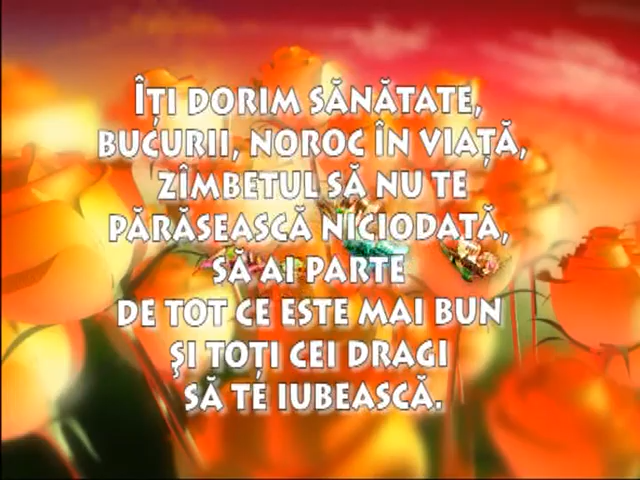 ÎȚI DORIM SĂNĂTATE,
BUCURII, NOROC ÎN VIAȚĂ,
ZÎMBETUL SĂ NU TE
PĂRĂSEASCĂ NICIODATĂ,
SĂ AI PARTE
DE TOT CE ESTE MAI BUN
ȘI TOȚI CEI DRAGI
SĂ TE IUBEASCĂ.